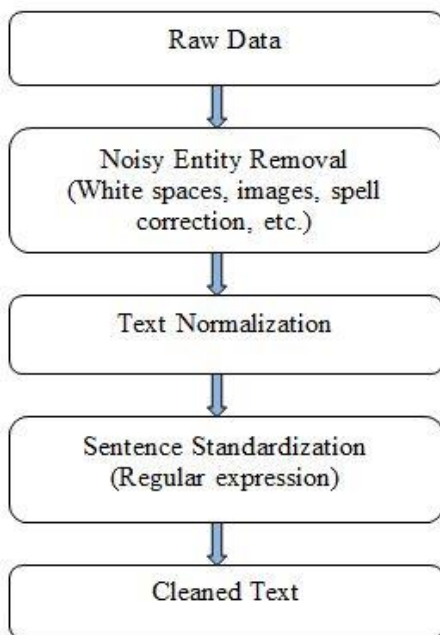 Raw Data
Noisy Entity Removal
(White spaces, images, spell
correction, etc.)
Text Normalization
Sentence Standardization
(Regular expression)
Cleaned Text